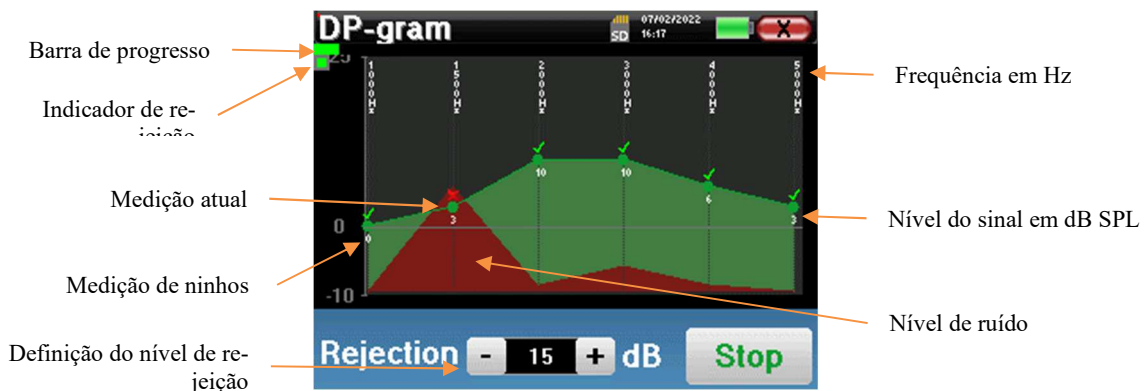 Barra de progresso
Indicador de re-
jeição
Medição atual
Medição de ninhos
Definição do nível de re-
jeição
DP-gram
SD
07/02/2022
16:17
X
25
1000Hz
1500Hz
2000Hz
3000Hz
4000Hz
5000Hz
0
-10
0
3
10
10
6
3
Rejection - 15 + dB Stop
Frequência em Hz
Nível do sinal em dB SPL
Nível de ruído